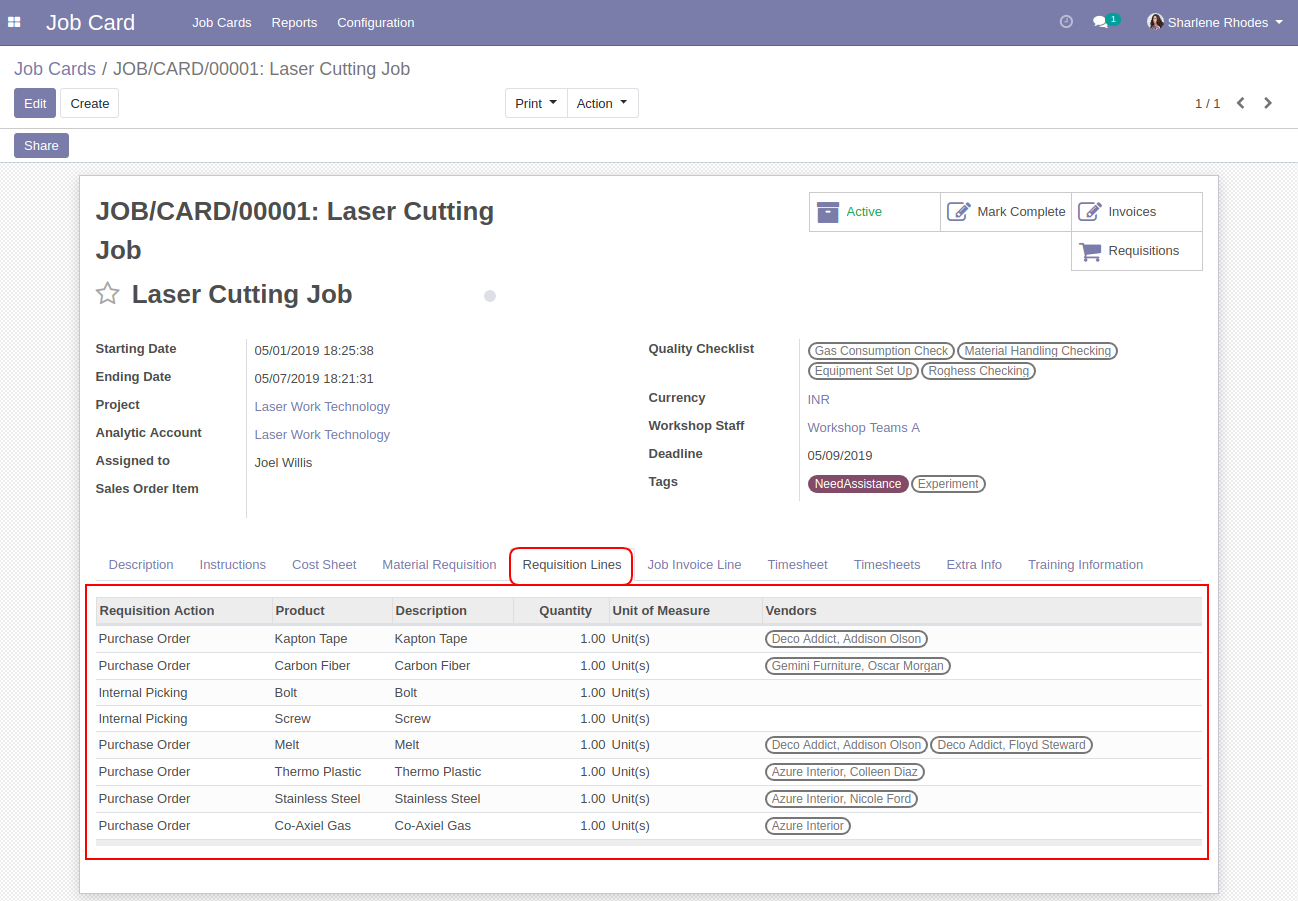 Job Card Job Cards Reports Configuration 1 Sharlene Rhodes
Job Cards / JOB/CARD/00001: Laser Cutting Job
Edit Create Print Action 1 / 1
Share
JOB/CARD/00001: Laser Cutting
Job
Laser Cutting Job
Active Mark Complete Invoices
Requisitions
Starting Date 05/01/2019 18:25:38
Ending Date 05/07/2019 18:21:31
Project Laser Work Technology
Analytic Account Laser Work Technology
Assigned to Joel Willis
Sales Order Item
Quality Checklist Gas Consumption Check Material Handling Checking
Equipment Set Up Roghess Checking
Currency INR
Workshop Staff Workshop Teams A
Deadline 05/09/2019
Tags NeedAssistance Experiment
Description Instructions Cost Sheet Material Requisition Requisition Lines Job Invoice Line Timesheet Timesheets Extra Info Training Information
Requisition Action Product Description Quantity Unit of Measure Vendors
Purchase Order Kapton Tape Kapton Tape 1.00 Unit(s) Deco Addict, Addison Olson
Purchase Order Carbon Fiber Carbon Fiber 1.00 Unit(s) Gemini Furniture, Oscar Morgan
Internal Picking Bolt Bolt 1.00 Unit(s)
Internal Picking Screw Screw 1.00 Unit(s)
Purchase Order Melt Melt 1.00 Unit(s) Deco Addict, Addison Olson Deco Addict, Floyd Steward
Purchase Order Thermo Plastic Thermo Plastic 1.00 Unit(s) Azure Interior, Colleen Diaz
Purchase Order Stainless Steel Stainless Steel 1.00 Unit(s) Azure Interior, Nicole Ford
Purchase Order Co-Axiel Gas Co-Axiel Gas 1.00 Unit(s) Azure Interior